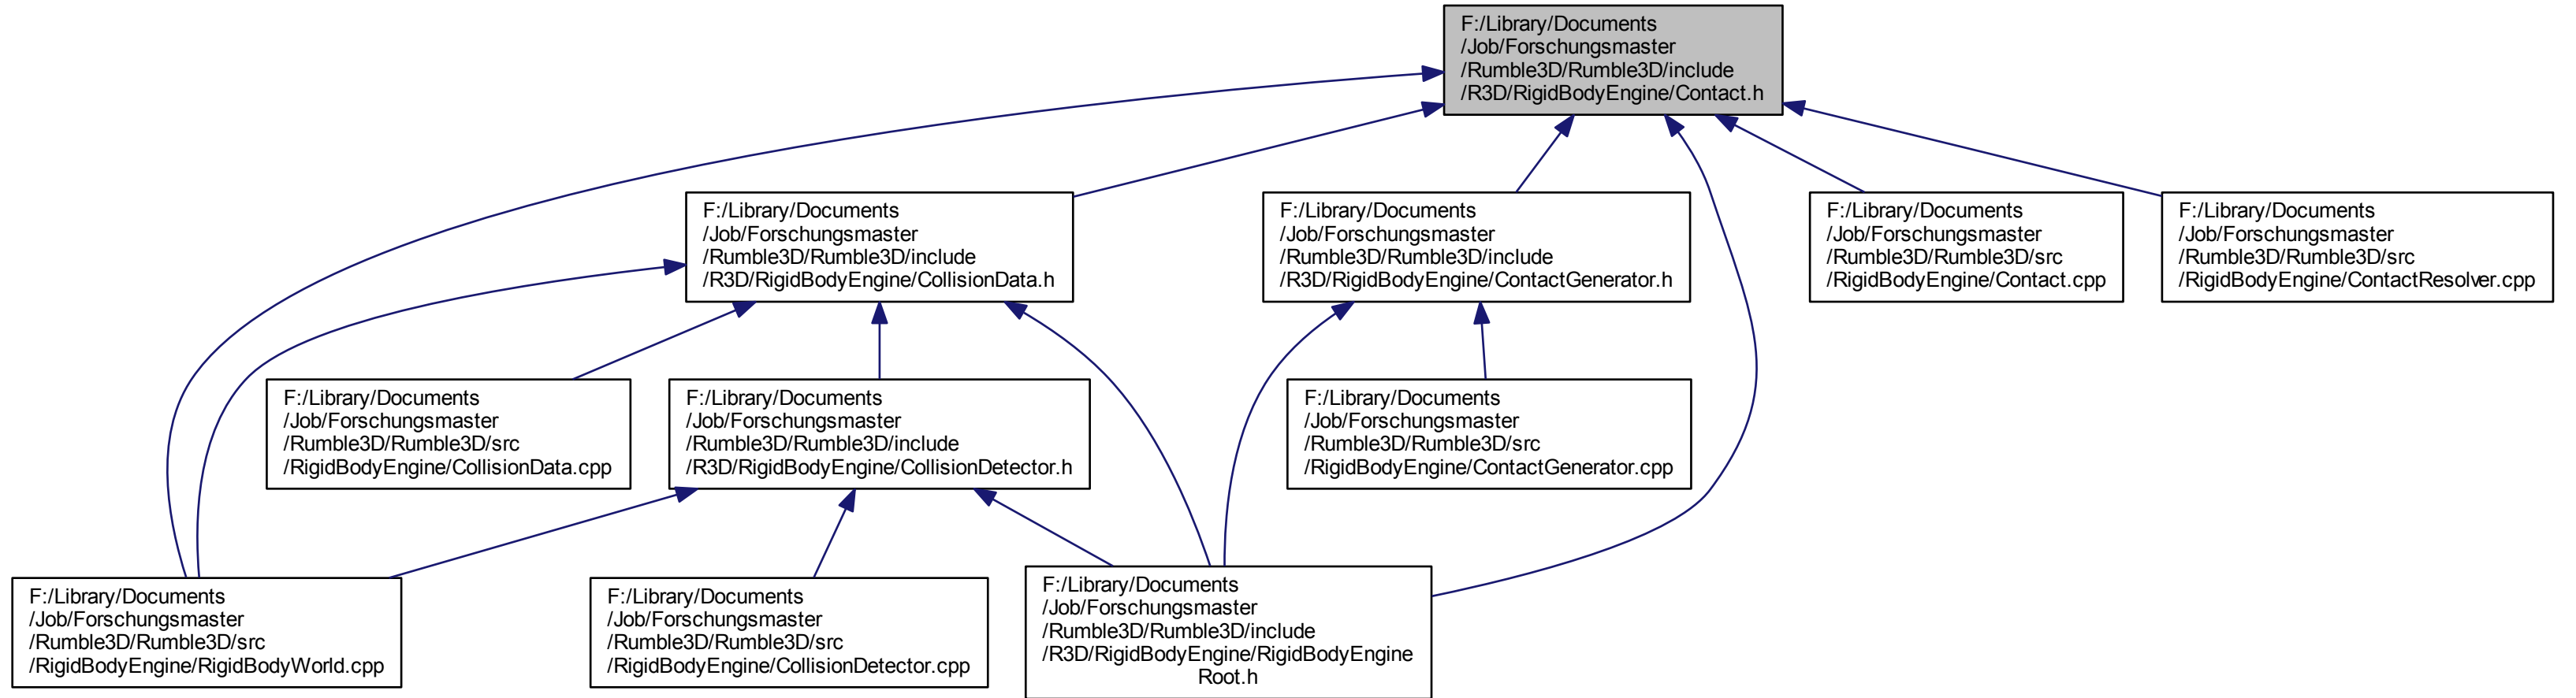 F:/Library/Documents
/Job/Forschungsmaster
/Rumble3D/Rumble3D/include
/R3D/RigidBodyEngine/Contact.h
F:/Library/Documents
/Job/Forschungsmaster
/Rumble3D/Rumble3D/include
/R3D/RigidBodyEngine/CollisionData.h
F:/Library/Documents
/Job/Forschungsmaster
/Rumble3D/Rumble3D/include
/R3D/RigidBodyEngine/ContactGenerator.h
F:/Library/Documents
/Job/Forschungsmaster
/Rumble3D/Rumble3D/src
/RigidBodyEngine/Contact.cpp
F:/Library/Documents
/Job/Forschungsmaster
/Rumble3D/Rumble3D/src
/RigidBodyEngine/ContactResolver.cpp
F:/Library/Documents
/Job/Forschungsmaster
/Rumble3D/Rumble3D/src
/RigidBodyEngine/CollisionData.cpp
F:/Library/Documents
/Job/Forschungsmaster
/Rumble3D/Rumble3D/include
/R3D/RigidBodyEngine/CollisionDetector.h
F:/Library/Documents
/Job/Forschungsmaster
/Rumble3D/Rumble3D/src
/RigidBodyEngine/ContactGenerator.cpp
F:/Library/Documents
/Job/Forschungsmaster
/Rumble3D/Rumble3D/src
/RigidBodyEngine/RigidBodyWorld.cpp
F:/Library/Documents
/Job/Forschungsmaster
/Rumble3D/Rumble3D/src
/RigidBodyEngine/CollisionDetector.cpp
F:/Library/Documents
/Job/Forschungsmaster
/Rumble3D/Rumble3D/include
/R3D/RigidBodyEngine/RigidBodyEngine
Root.h